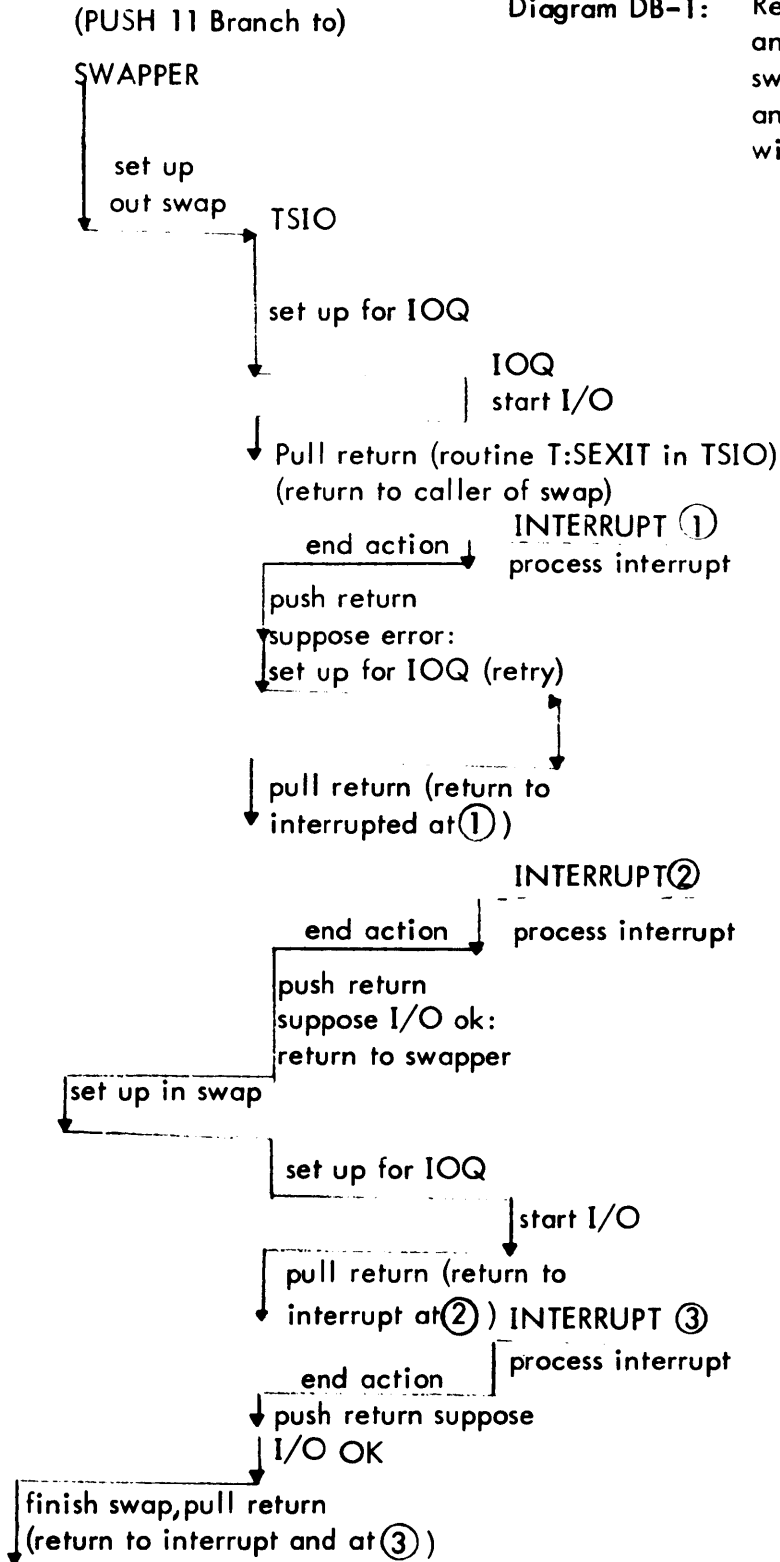 (PUSH 11 Branch to)
Diagram DB-1:
SWAPPER
set up
out swap
TSIO
set up for IOQ
IOQ
start I/O
Pull return (routine T:SEXIT in TSIO)
(return to caller of swap)
INTERRUPT ①
end action
process interrupt
push return
suppose error:
set up for IOQ (retry)
pull return (return to
interrupted at ①)
INTERRUPT ②
end action
process interrupt
push return
suppose I/O ok:
return to swapper
set up in swap
set up for IOQ
start I/O
pull return (return to
interrupt at ②)
INTERRUPT ③
process interrupt
end action
push return suppose
I/O OK
finish swap, pull return
(return to interrupt and at ③)